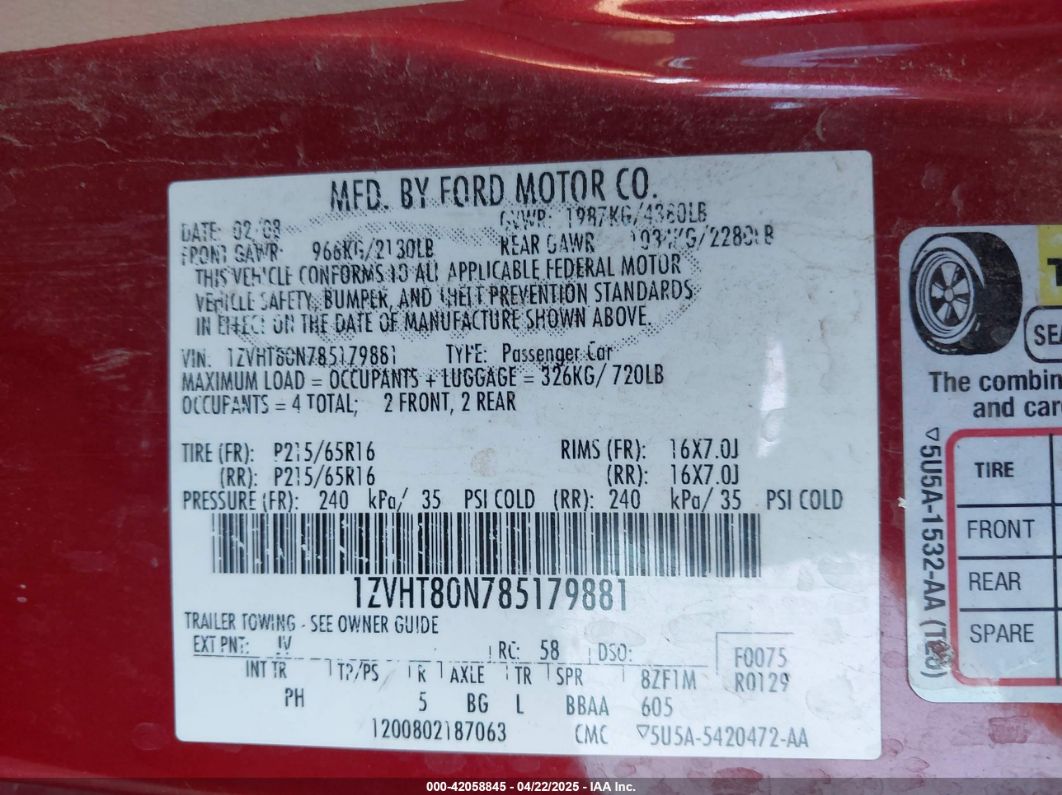 MFD. BY FORD MOTOR CO.
DATE: 02/08 GVWR: 1987KG/4380LB
FRONT GAWR: 966KG/2130LB REAR GAWR 1034KG/2280LB
THIS VEHICLE CONFORMS TO ALL APPLICABLE FEDERAL MOTOR
VEHICLE SAFETY, BUMPER, AND THEFT PREVENTION STANDARDS
IN EFFECT ON THE DATE OF MANUFACTURE SHOWN ABOVE.
VIN: 1ZVHT80N785179881 TYPE: Passenger Car
MAXIMUM LOAD = OCCUPANTS + LUGGAGE = 326KG/ 720LB
OCCUPANTS = 4 TOTAL; 2 FRONT, 2 REAR
TIRE (FR): P215/65R16 RIMS (FR): 16X7.0J
(RR): P215/65R16 (RR): 16X7.0J
PRESSURE (FR): 240 kPa/ 35 PSI COLD (RR): 240 kPa/ 35 PSI COLD
1ZVHT80N785179881
TRAILER TOWING - SEE OWNER GUIDE
EXT PNT: RC: 58 DSO: F0075
INT TR TP/PS R AXLE TR SPR 8ZF1M R0129
PH 5 BG L BBAA 605
1200802187063 CMC ▽5U5A-5420472-AA
SEA
The combin
and car
TIRE
FRONT
REAR
SPARE
▽5U5A-1532-AA
000-42058845 - 04/22/2025 - IAA Inc.